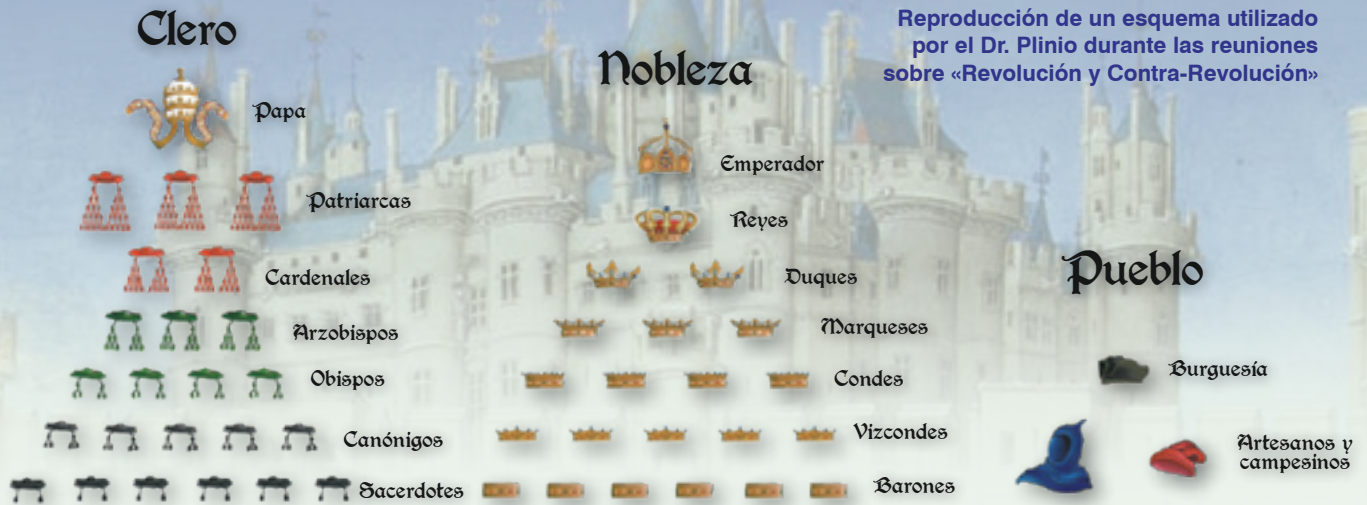 Clero
Papa
Patriarcas
Cardenales
Arzobispos
Obispos
Canónigos
Sacerdotes
Nobleza
Emperador
Reyes
Duques
Marqueses
Condes
Vizcondes
Barones
Reproducción de un esquema utilizado
por el Dr. Plinio durante las reuniones
sobre «Revolución y Contra-Revolución»
Pueblo
Burguesía
Artesanos y
campesinos